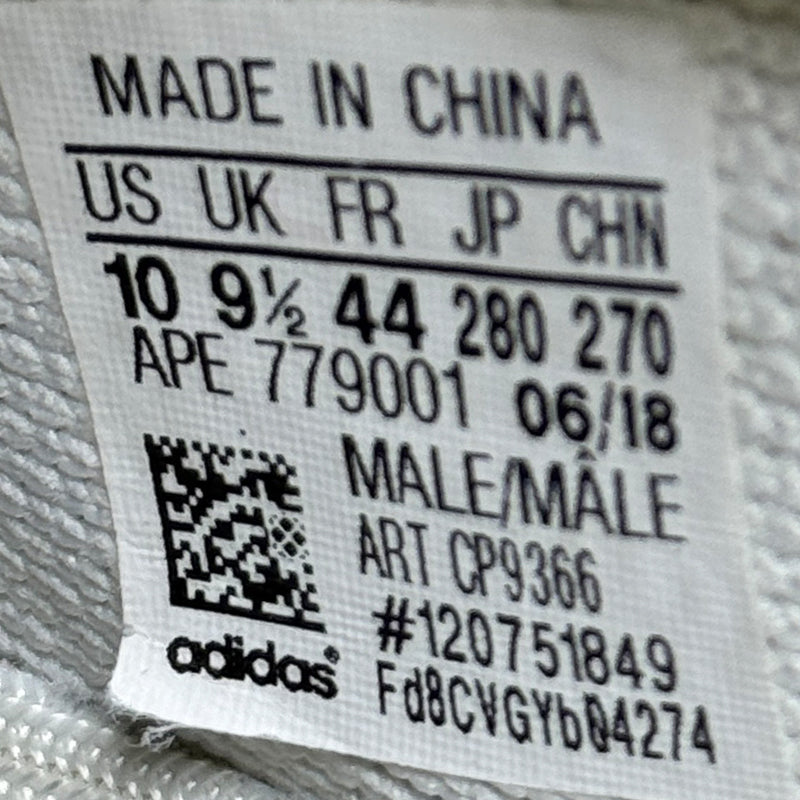 MADE IN CHINA
US UK FR JP CHN
10 9½ 44 280 270
APE 779001 06/18
MALE/MÂLE
ART CP9366
#120751849
Fd8CVGYb04274
adidas®